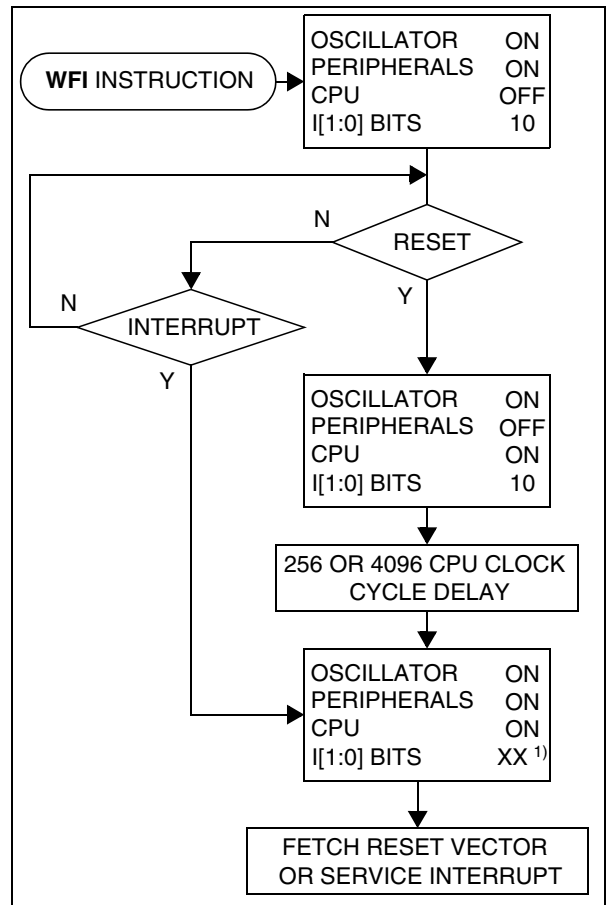 WFI INSTRUCTION
OSCILLATOR ON
PERIPHERALS ON
CPU OFF
I[1:0] BITS 10
N
RESET
Y
N
INTERRUPT
Y
OSCILLATOR ON
PERIPHERALS OFF
CPU ON
I[1:0] BITS 10
256 OR 4096 CPU CLOCK
CYCLE DELAY
OSCILLATOR ON
PERIPHERALS ON
CPU ON
I[1:0] BITS XX 1)
FETCH RESET VECTOR
OR SERVICE INTERRUPT